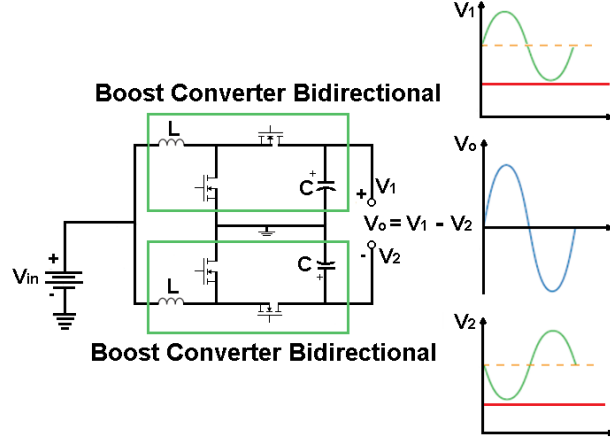 Boost Converter Bidirectional
L
C
+
+
V1
Vo = V1 - V2
-
V2
C
+
L
Vin
+
-
Boost Converter Bidirectional
V1
Vo
V2